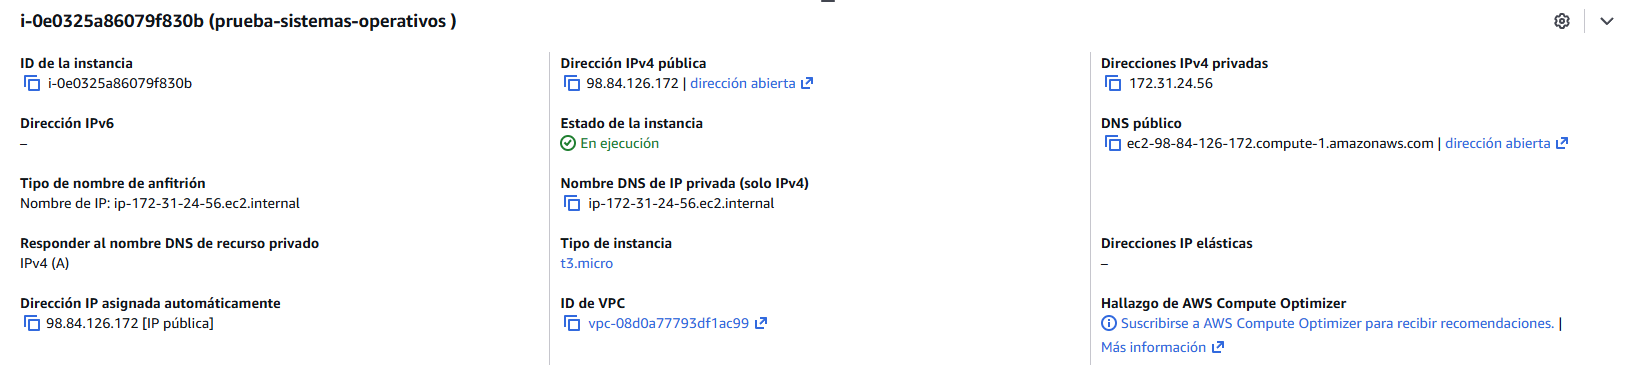 i-0e0325a86079f830b (prueba-sistemas-operativos )
ID de la instancia
i-0e0325a86079f830b
Dirección IPv4 pública
98.84.126.172 | dirección abierta
Direcciones IPv4 privadas
172.31.24.56
Dirección IPv6
–
Estado de la instancia
En ejecución
DNS público
ec2-98-84-126-172.compute-1.amazonaws.com | dirección abierta
Tipo de nombre de anfitrión
Nombre de IP: ip-172-31-24-56.ec2.internal
Nombre DNS de IP privada (solo IPv4)
ip-172-31-24-56.ec2.internal
Responder al nombre DNS de recurso privado
IPv4 (A)
Tipo de instancia
t3.micro
Direcciones IP elásticas
–
Dirección IP asignada automáticamente
98.84.126.172 [IP pública]
ID de VPC
vpc-08d0a77793df1ac99
Hallazgo de AWS Compute Optimizer
Suscribirse a AWS Compute Optimizer para recibir recomendaciones. |
Más información